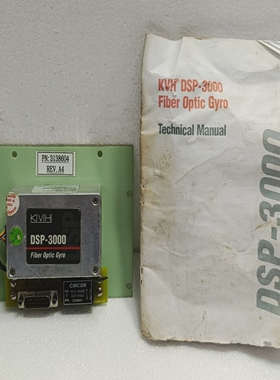 PN:3138604
REV. A4
KVH
DSP-3000
Fiber Optic Gyro
CINCON
KVH® DSP-3000
Fiber Optic Gyro
Technical Manual
DSP-3000